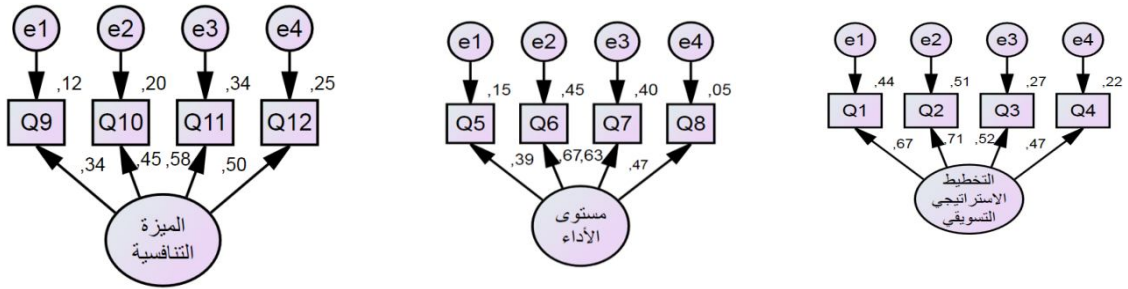 e1 e2 e3 e4
,12 ,20 ,34 ,25
Q9 Q10 Q11 Q12
,34 ,45 ,58 ,50
الميزة
التنافسية
e1 e2 e3 e4
,15 ,45 ,40 ,05
Q5 Q6 Q7 Q8
,39 ,67 ,63 ,47
مستوى
الأداء
e1 e2 e3 e4
,44 ,51 ,27 ,22
Q1 Q2 Q3 Q4
,67 ,71 ,52 ,47
التخطيط
الاستراتيجي
التسويقي